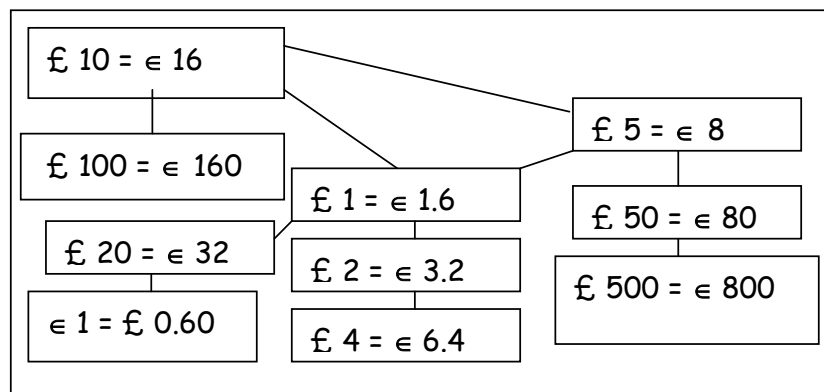 £ 10 = ∊ 16
£ 5 = ∊ 8
£ 100 = ∊ 160
£ 1 = ∊ 1.6
£ 50 = ∊ 80
£ 20 = ∊ 32
£ 2 = ∊ 3.2
£ 500 = ∊ 800
∊ 1 = £ 0.60
£ 4 = ∊ 6.4